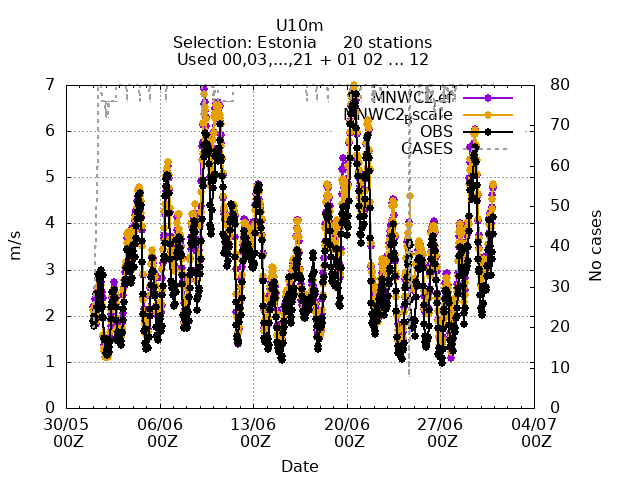 U10m
Selection: Estonia 20 stations
Used 00,03,...,21 + 01 02 ... 12
MNWC2_ef
MNWC2_scale
OBS
CASES
7
6
5
4
3
2
1
0
m/s
80
70
60
50
40
30
20
10
0
No cases
30/05 06/06 13/06 20/06 27/06 04/07
00Z 00Z 00Z 00Z 00Z 00Z
Date